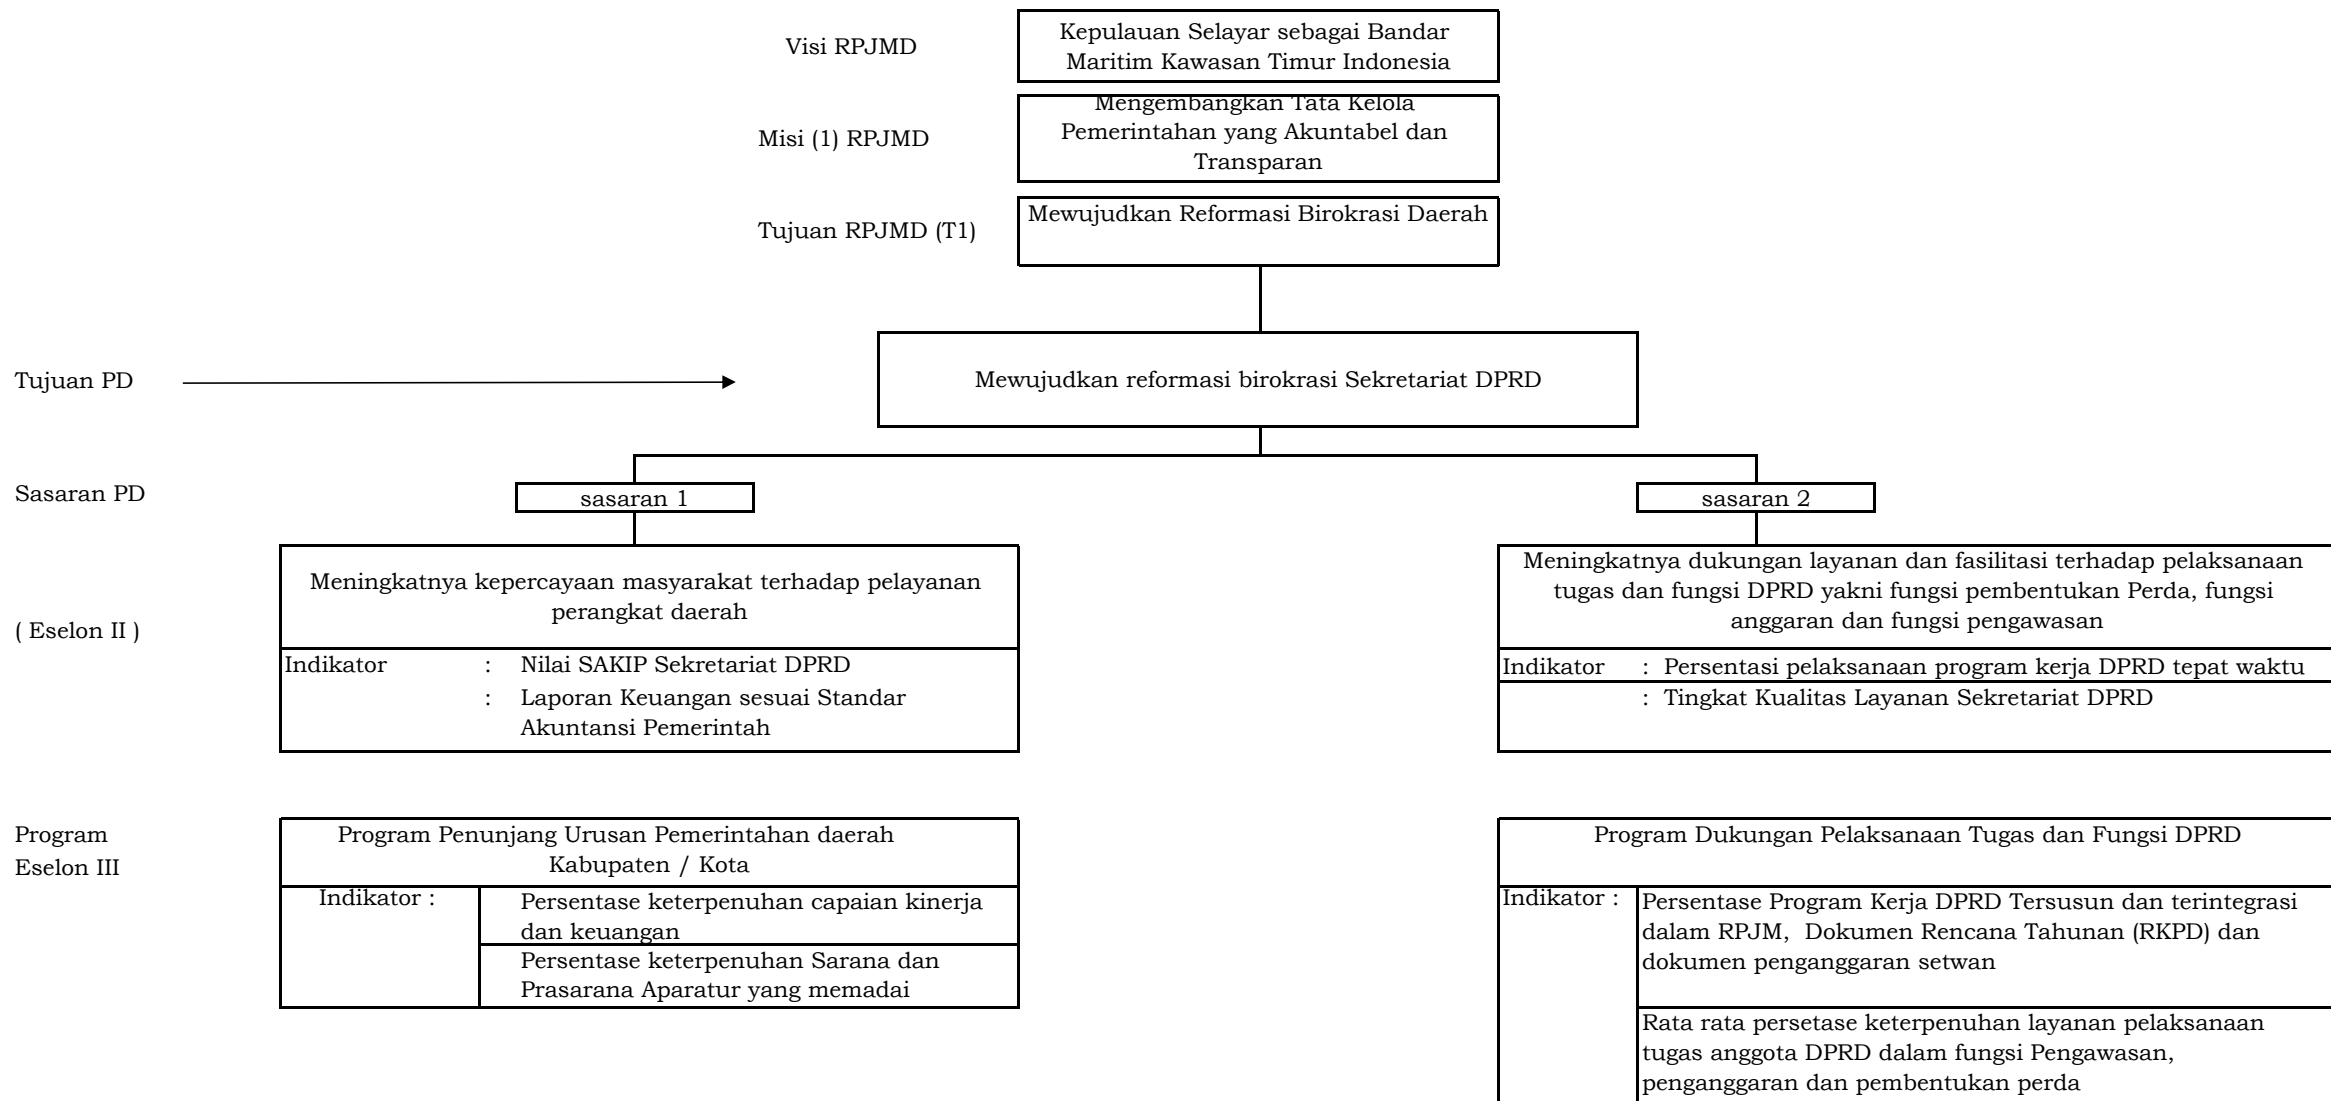 Visi RPJMD
Kepulauan Selayar sebagai Bandar
Maritim Kawasan Timur Indonesia
Misi (1) RPJMD
Mengembangkan Tata Kelola
Pemerintahan yang Akuntabel dan
Transparan
Tujuan RPJMD (T1)
Mewujudkan Reformasi Birokrasi Daerah
Tujuan PD
Mewujudkan reformasi birokrasi Sekretariat DPRD
Sasaran PD
sasaran 1
sasaran 2
( Eselon II )
Meningkatnya kepercayaan masyarakat terhadap pelayanan
perangkat daerah
Indikator : Nilai SAKIP Sekretariat DPRD
: Laporan Keuangan sesuai Standar
Akuntansi Pemerintah
Meningkatnya dukungan layanan dan fasilitasi terhadap pelaksanaan
tugas dan fungsi DPRD yakni fungsi pembentukan Perda, fungsi
anggaran dan fungsi pengawasan
Indikator : Persentasi pelaksanaan program kerja DPRD tepat waktu
: Tingkat Kualitas Layanan Sekretariat DPRD
Program
Eselon III
Program Penunjang Urusan Pemerintahan daerah
Kabupaten / Kota
Indikator :
Persentase keterpenuhan capaian kinerja
dan keuangan
Persentase keterpenuhan Sarana dan
Prasarana Aparatur yang memadai
Program Dukungan Pelaksanaan Tugas dan Fungsi DPRD
Indikator :
Persentase Program Kerja DPRD Tersusun dan terintegrasi
dalam RPJM, Dokumen Rencana Tahunan (RKPD) dan
dokumen penganggaran setwan
Rata rata persetase keterpenuhan layanan pelaksanaan
tugas anggota DPRD dalam fungsi Pengawasan,
penganggaran dan pembentukan perda